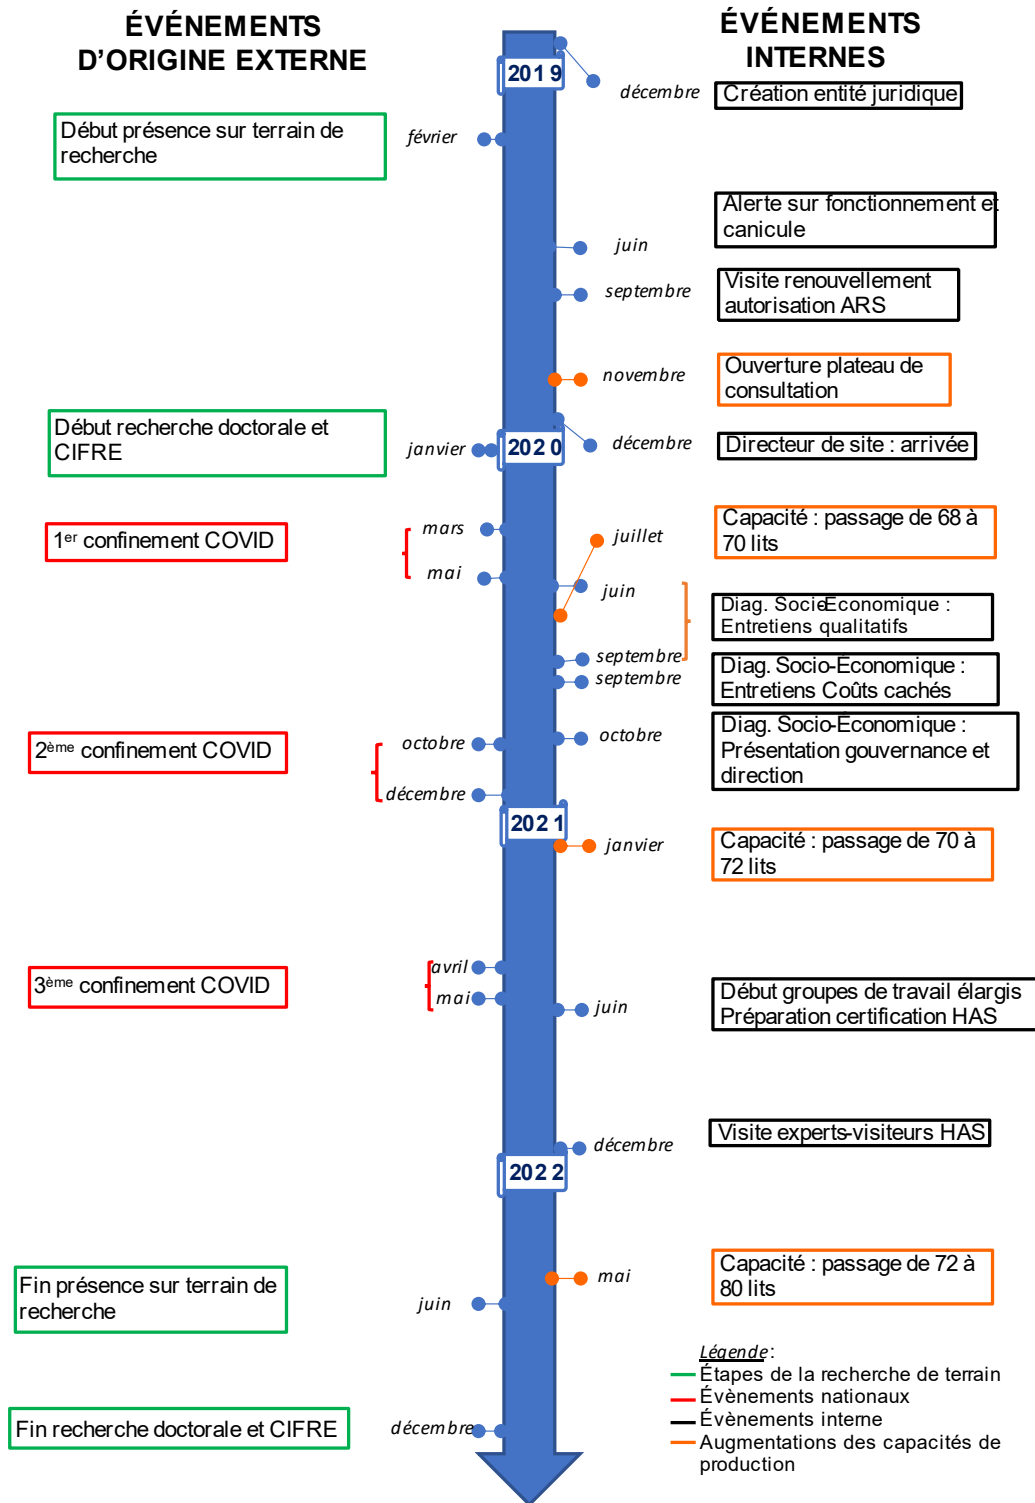 ÉVÉNEMENTS
D'ORIGINE EXTERNE
ÉVÉNEMENTS
INTERNES
2019
décembre
Création entité juridique
Début présence sur terrain de
recherche
février
Alerte sur fonctionnement et
canicule
juin
septembre
Visite renouvellement
autorisation ARS
novembre
Ouverture plateau de
consultation
Début recherche doctorale et
CIFRE
janvier
2020
décembre
Directeur de site : arrivée
1er confinement COVID
mars
mai
juillet
Capacité : passage de 68 à
70 lits
juin
septembre
Diag. Socio-Économique :
Entretiens qualitatifs
septembre
Diag. Socio-Économique :
Entretiens Coûts cachés
2ème confinement COVID
octobre
décembre
octobre
Diag. Socio-Économique :
Présentation gouvernance et
direction
2021
janvier
Capacité : passage de 70 à
72 lits
3ème confinement COVID
avril
mai
juin
Début groupes de travail élargis
Préparation certification HAS
décembre
Visite experts-visiteurs HAS
2022
mai
Capacité : passage de 72 à
80 lits
Fin présence sur terrain de
recherche
juin
Fin recherche doctorale et CIFRE
décembre
Légende :
Étapes de la recherche de terrain
Évènements nationaux
Évènements interne
Augmentations des capacités de
production